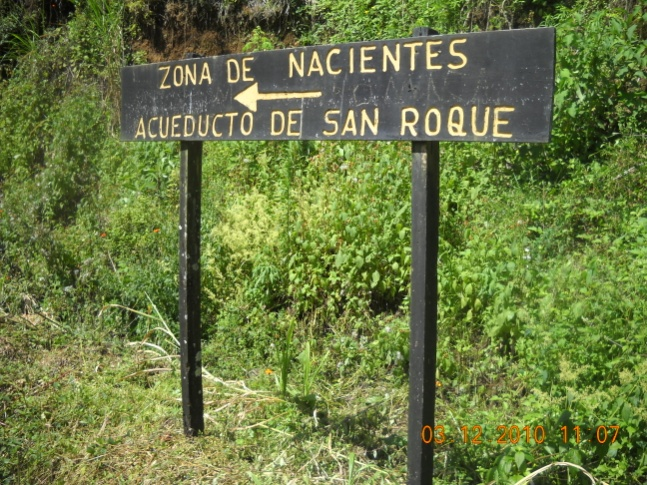 ZONA DE NACIENTES
ACUEDUCTO DE SAN ROQUE
03.12.2010 11:07